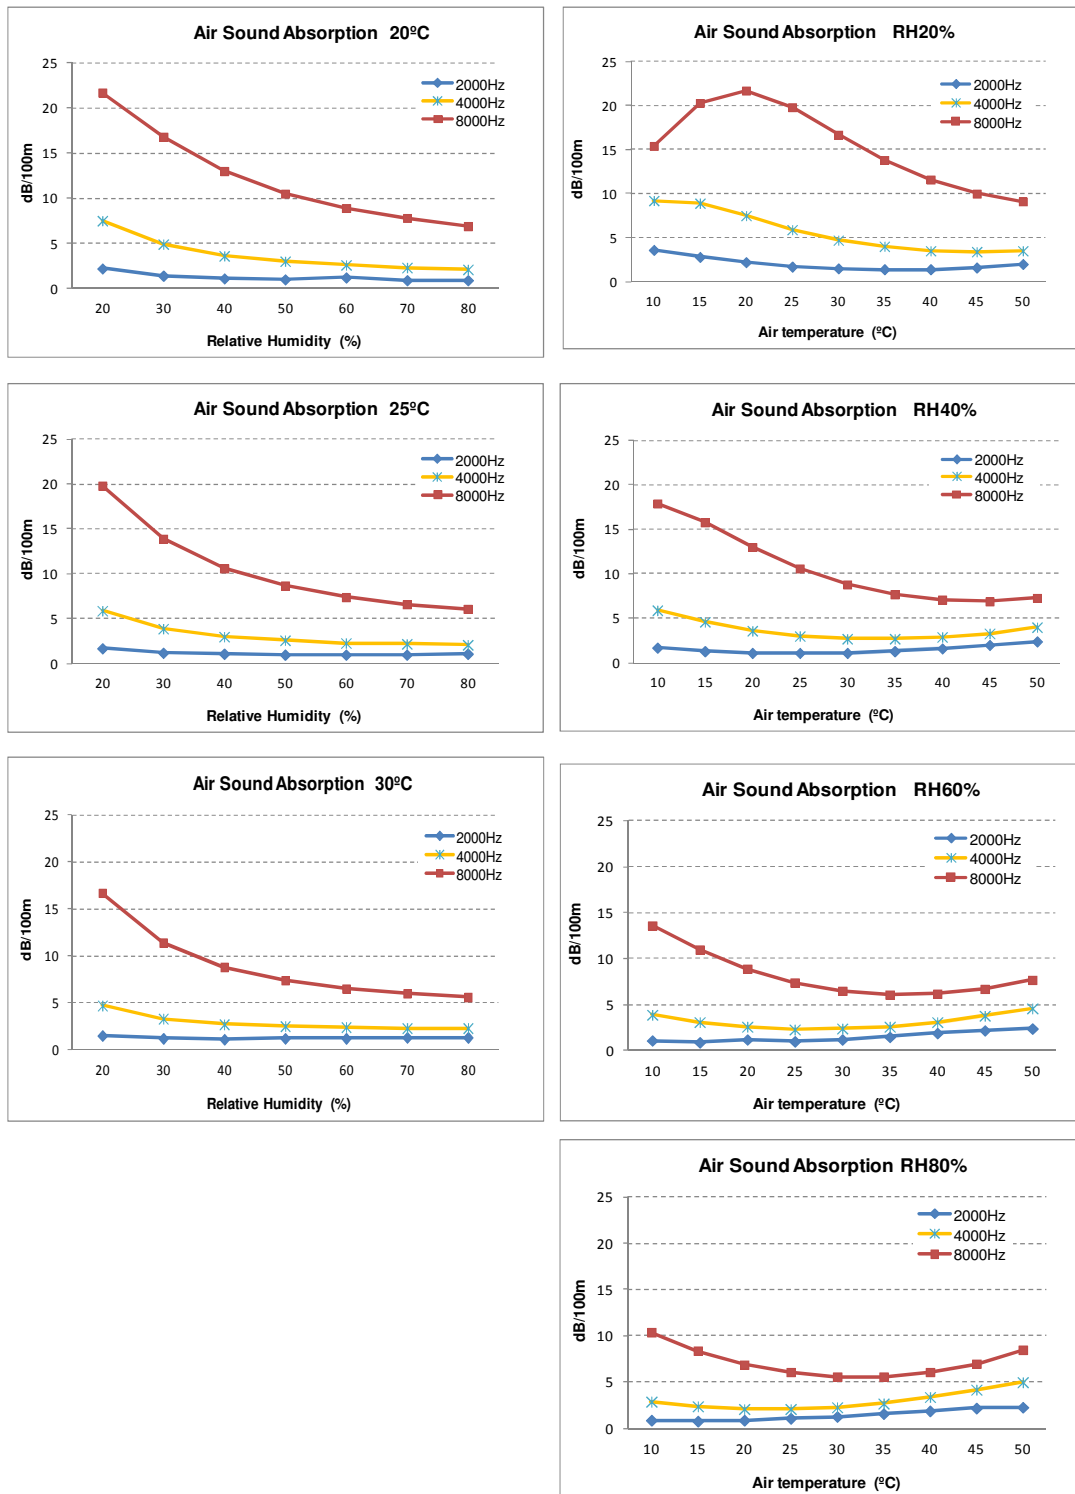 Air Sound Absorption 20ºC
dB/100m
25
20
15
10
5
0
2000Hz
4000Hz
8000Hz
20 30 40 50 60 70 80
Relative Humidity (%)
Air Sound Absorption RH20%
dB/100m
25
20
15
10
5
0
2000Hz
4000Hz
8000Hz
10 15 20 25 30 35 40 45 50
Air temperature (ºC)
Air Sound Absorption 25ºC
dB/100m
25
20
15
10
5
0
2000Hz
4000Hz
8000Hz
20 30 40 50 60 70 80
Relative Humidity (%)
Air Sound Absorption RH40%
dB/100m
25
20
15
10
5
0
2000Hz
4000Hz
8000Hz
10 15 20 25 30 35 40 45 50
Air temperature (ºC)
Air Sound Absorption 30ºC
dB/100m
25
20
15
10
5
0
2000Hz
4000Hz
8000Hz
20 30 40 50 60 70 80
Relative Humidity (%)
Air Sound Absorption RH60%
dB/100m
25
20
15
10
5
0
2000Hz
4000Hz
8000Hz
10 15 20 25 30 35 40 45 50
Air temperature (ºC)
Air Sound Absorption RH80%
dB/100m
25
20
15
10
5
0
2000Hz
4000Hz
8000Hz
10 15 20 25 30 35 40 45 50
Air temperature (ºC)